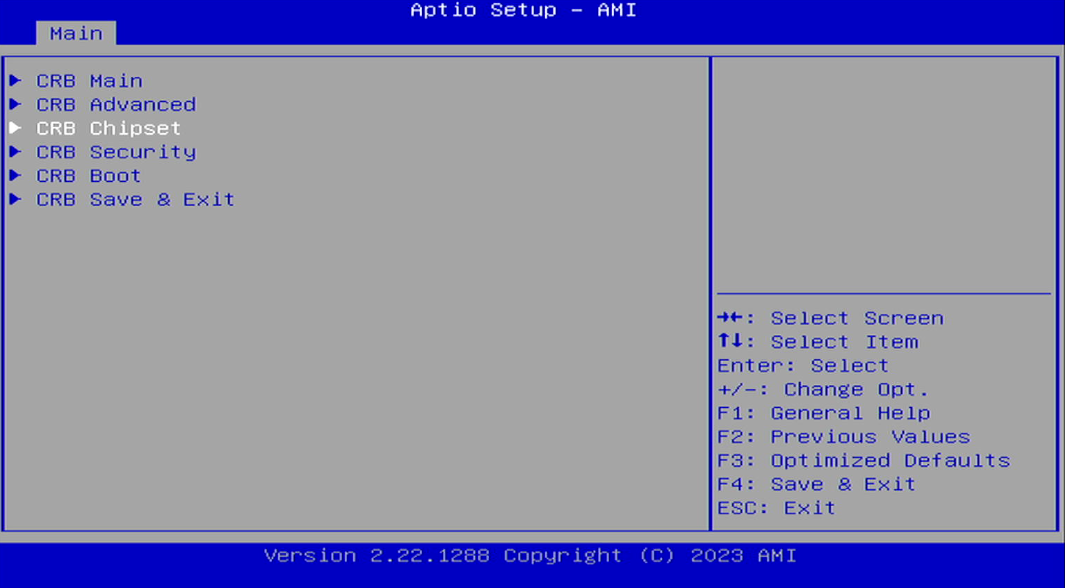 Aptio Setup - AMI
Main
CRB Main
CRB Advanced
CRB Chipset
CRB Security
CRB Boot
CRB Save & Exit
→←: Select Screen
↑↓: Select Item
Enter: Select
+/-: Change Opt.
F1: General Help
F2: Previous Values
F3: Optimized Defaults
F4: Save & Exit
ESC: Exit
Version 2.22.1288 Copyright (C) 2023 AMI